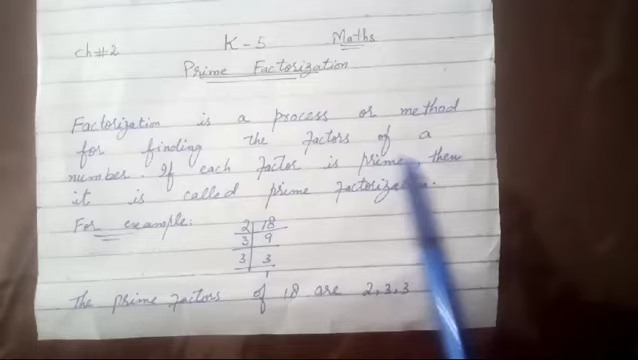 Ch#2 K-5 Maths
Prime Factorization
Factorization is a process or method
for finding the factors of a
number. If each factor is prime, then
it is called prime factorization.
For example:
2 | 18
3 | 9
3 | 3
1
The prime factors of 18 are 2,3,3